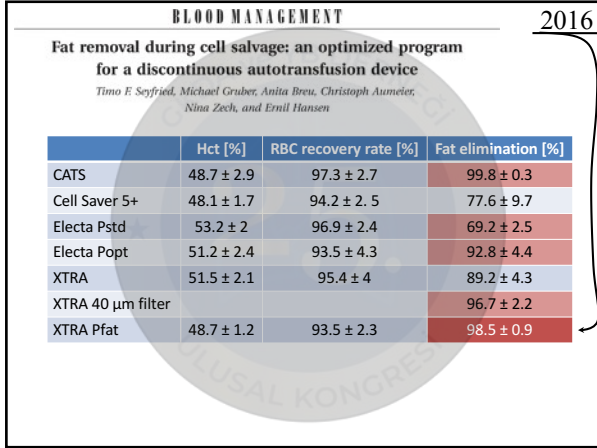 BLOOD MANAGEMENT
2016
Fat removal during cell salvage: an optimized program
for a discontinuous autotransfusion device
Timo F. Seyfried, Michael Gruber, Anita Breu, Christoph Aumeier,
Nina Zech, and Ernil Hansen
Hct [%] RBC recovery rate [%] Fat elimination [%]
CATS 48.7 ± 2.9 97.3 ± 2.7 99.8 ± 0.3
Cell Saver 5+ 48.1 ± 1.7 94.2 ± 2. 5 77.6 ± 9.7
Electa Pstd 53.2 ± 2 96.9 ± 2.4 69.2 ± 2.5
Electa Popt 51.2 ± 2.4 93.5 ± 4.3 92.8 ± 4.4
XTRA 51.5 ± 2.1 95.4 ± 4 89.2 ± 4.3
XTRA 40 µm filter 96.7 ± 2.2
XTRA Pfat 48.7 ± 1.2 93.5 ± 2.3 98.5 ± 0.9
ULUSAL KONGRESİ